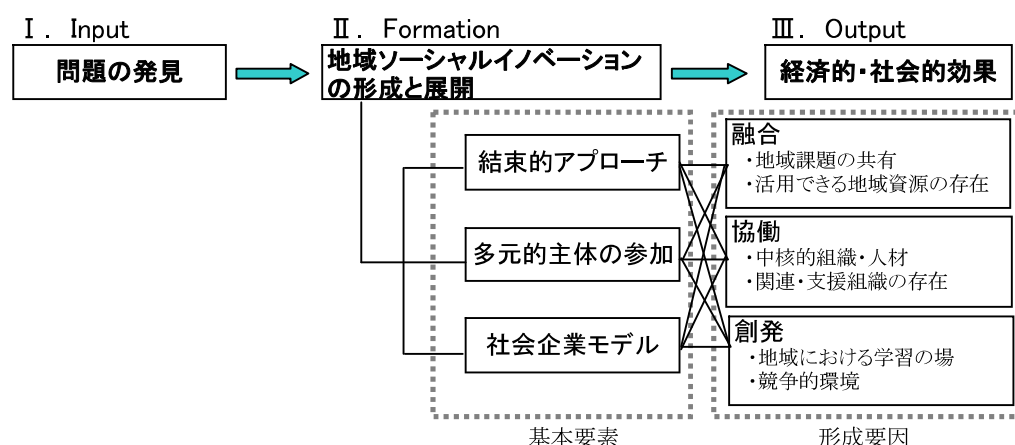 Ⅰ. Input
Ⅱ. Formation
Ⅲ. Output
問題の発見
地域ソーシャルイノベーション
の形成と展開
経済的・社会的効果
結束的アプローチ
多元的主体の参加
社会企業モデル
融合
・地域課題の共有
・活用できる地域資源の存在
協働
・中核的組織・人材
・関連・支援組織の存在
創発
・地域における学習の場
・競争的環境
基本要素
形成要因